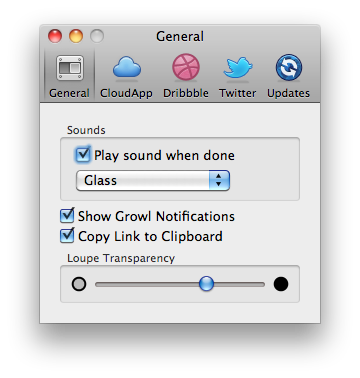 General
General CloudApp Dribbble Twitter Updates
Sounds
Play sound when done
Glass
Show Growl Notifications
Copy Link to Clipboard
Loupe Transparency